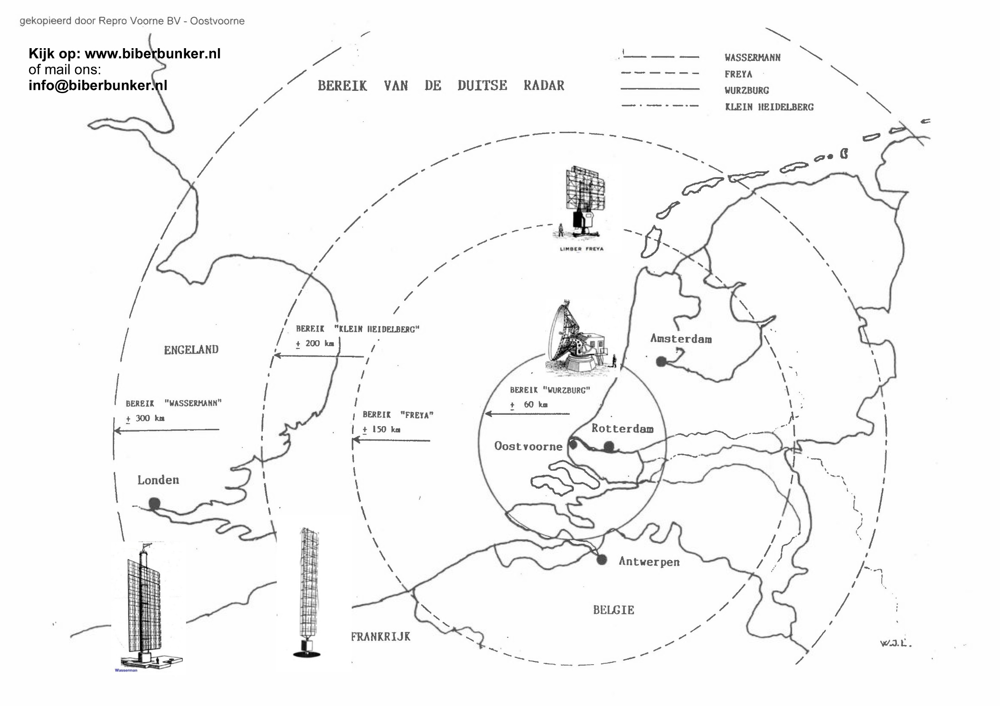 gekopieerd door Repro Voorne BV - Oostvoorne
Kijk op: www.biberbunker.nl
of mail ons:
info@biberbunker.nl
BEREIK VAN DE DUITSE RADAR
WASSERMANN
FREYA
WURZBURG
KLEIN HEIDELBERG
LIMBER FREYA
BEREIK "KLEIN HEIDELBERG"
± 200 km
Amsterdam
ENGELAND
BEREIK "WURZBURG"
± 60 km
BEREIK "WASSERMANN"
± 300 km
BEREIK "FREYA"
± 150 km
Rotterdam
Oostvoorne
Londen
Antwerpen
BELGIE
FRANKRIJK
W.J.L.
Wasserman